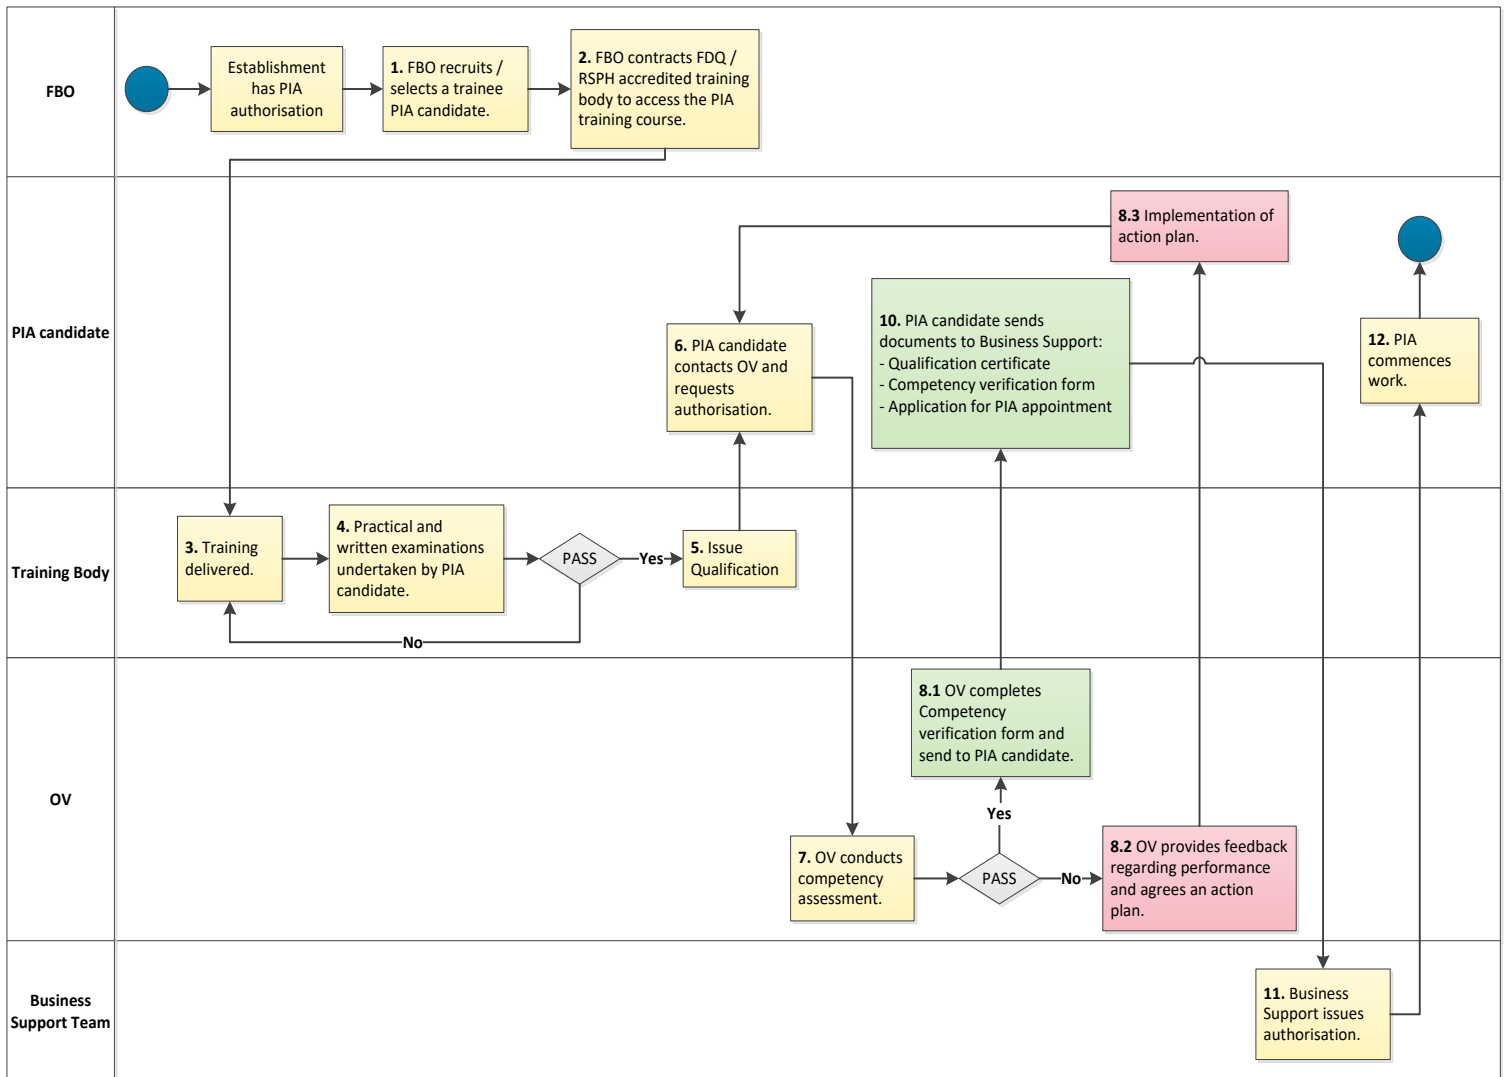 FBO
Establishment
has PIA
authorisation
1. FBO recruits /
selects a trainee
PIA candidate.
2. FBO contracts FDQ /
RSPH accredited training
body to access the PIA
training course.
PIA candidate
8.3 Implementation of
action plan.
6. PIA candidate
contacts OV and
requests
authorisation.
10. PIA candidate sends
documents to Business Support:
- Qualification certificate
- Competency verification form
- Application for PIA appointment
12. PIA
commences
work.
Training Body
3. Training
delivered.
4. Practical and
written examinations
undertaken by PIA
candidate.
PASS
Yes
5. Issue
Qualification
No
OV
8.1 OV completes
Competency
verification form and
send to PIA candidate.
Yes
7. OV conducts
competency
assessment.
PASS
No
8.2 OV provides feedback
regarding performance
and agrees an action
plan.
Business
Support Team
11. Business
Support issues
authorisation.